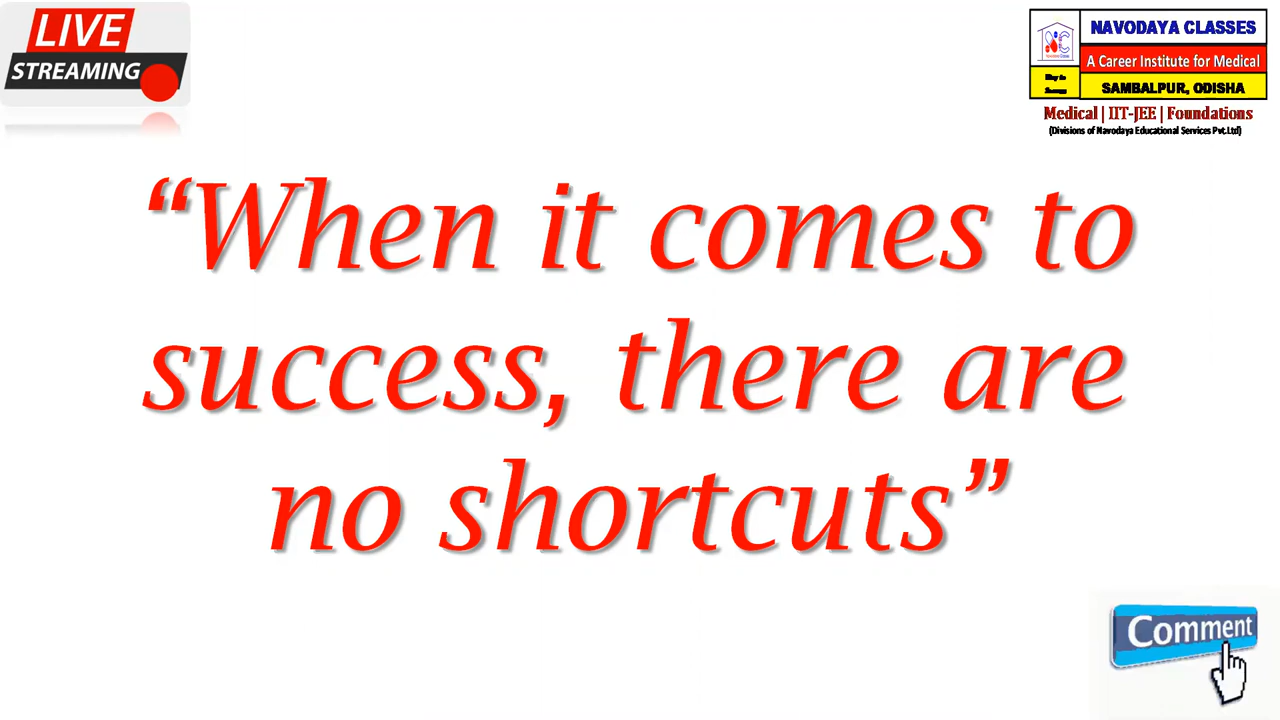 LIVE
STREAMING
NAVODAYA CLASSES
A Career Institute for Medical
SAMBALPUR, ODISHA
Medical | IIT-JEE | Foundations
(Divisions of Navodaya Educational Services Pvt.Ltd)
“When it comes to
success, there are
no shortcuts”
Comment